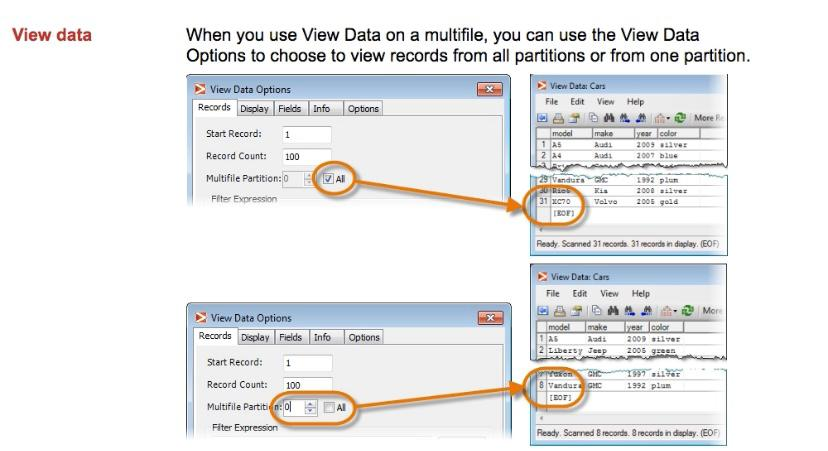 View data
When you use View Data on a multifile, you can use the View Data
Options to choose to view records from all partitions or from one partition.
View Data Options
Records Display Fields Info Options
Start Record: 1
Record Count: 100
Multifile Partition: 0 All
Filter Expression
View Data: Cars
File Edit View Help
More
model make year color
1 A5 Audi 2009 silver
2 A4 Audi 2007 blue
29 Vandura GMC 1992 plum
30 Rio5 Kia 2008 silver
31 XC70 Volvo 2005 gold
[EOF]
Ready. Scanned 31 records. 31 records in display. (EOF)
View Data Options
Records Display Fields Info Options
Start Record: 1
Record Count: 100
Multifile Partition: 0 All
Filter Expression
View Data: Cars
File Edit View Help
More
model make year color
1 A5 Audi 2009 silver
2 Liberty Jeep 2005 green
7 Yukon GMC 1997 silver
8 Vandura GMC 1992 plum
[EOF]
Ready. Scanned 8 records. 8 records in display. (EOF)